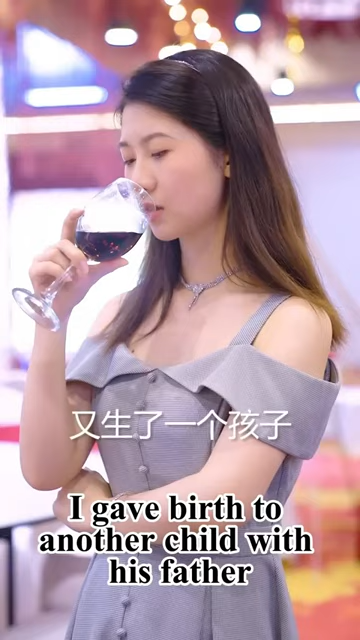 又生了一个孩子
I gave birth to
another child with
his father